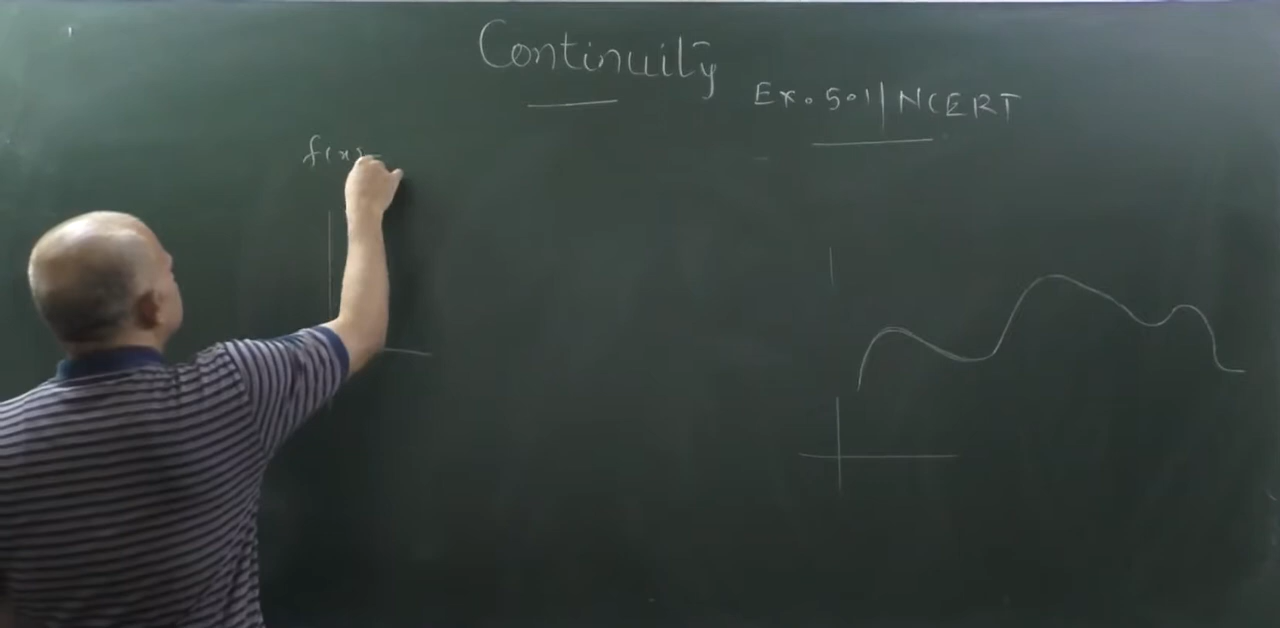 Continuity
Ex. 5.1 | NCERT
f(x)=